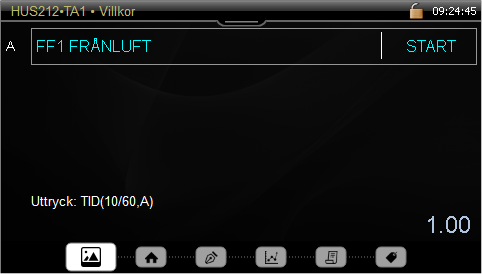 HUS212•TA1 • Villkor
09:24:45
A
FF1 FRÅNLUFT
START
Uttryck: TID(10/60,A)
1.00